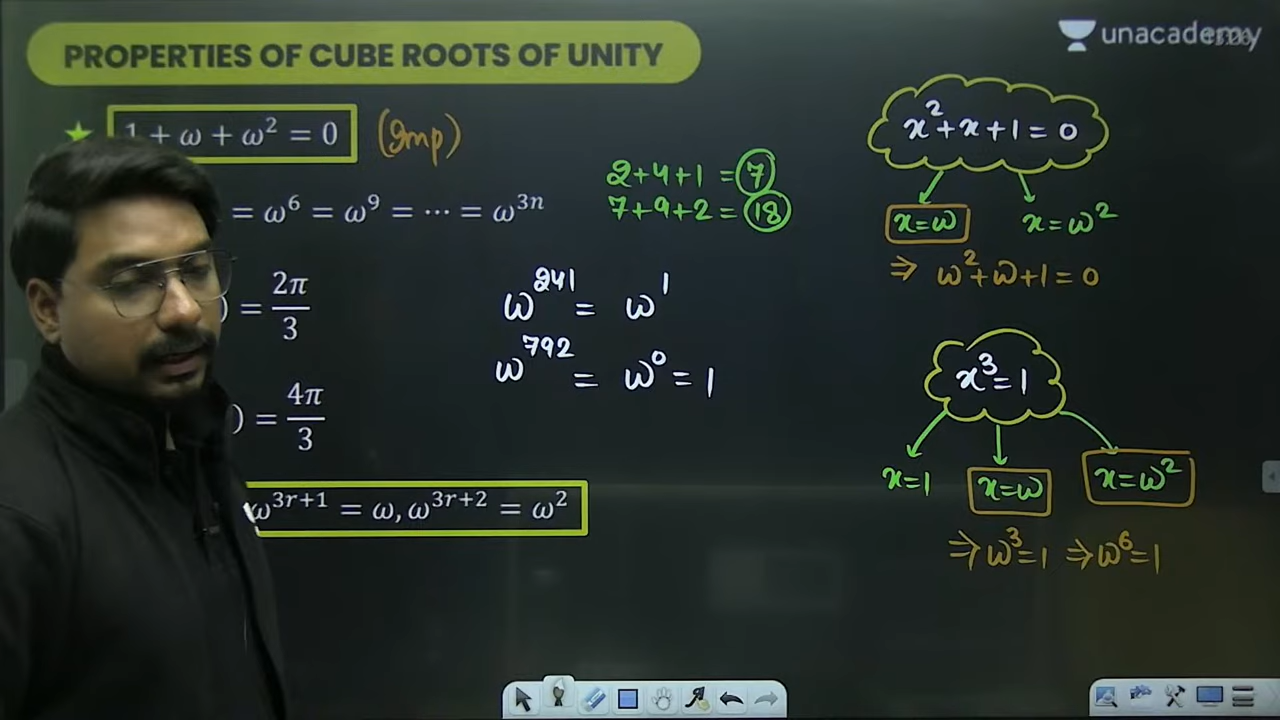 PROPERTIES OF CUBE ROOTS OF UNITY
unacademy
1 + ω + ω² = 0 (Imp)
= ω⁶ = ω⁹ = ⋯ = ω³ⁿ
) = 2π/3
) = 4π/3
ω³ʳ⁺¹ = ω, ω³ʳ⁺² = ω²
2+4+1 = 7
7+9+2 = 18
ω²⁴¹ = ω¹
ω⁷⁹² = ω⁰ = 1
x²+x+1=0
x=ω x=ω²
⇒ ω²+ω+1=0
x³=1
x=1 x=ω x=ω²
⇒ω³=1 ⇒ω⁶=1